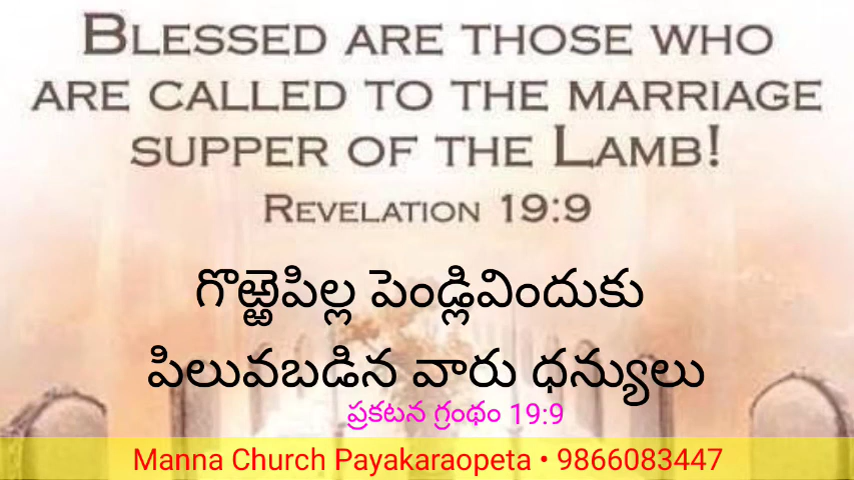 BLESSED ARE THOSE WHO
ARE CALLED TO THE MARRIAGE
SUPPER OF THE LAMB!
REVELATION 19:9
గొఱ్ఱెపిల్ల పెండ్లివిందుకు
పిలువబడిన వారు ధన్యులు
ప్రకటన గ్రంథం 19:9
Manna Church Payakaraopeta • 9866083447